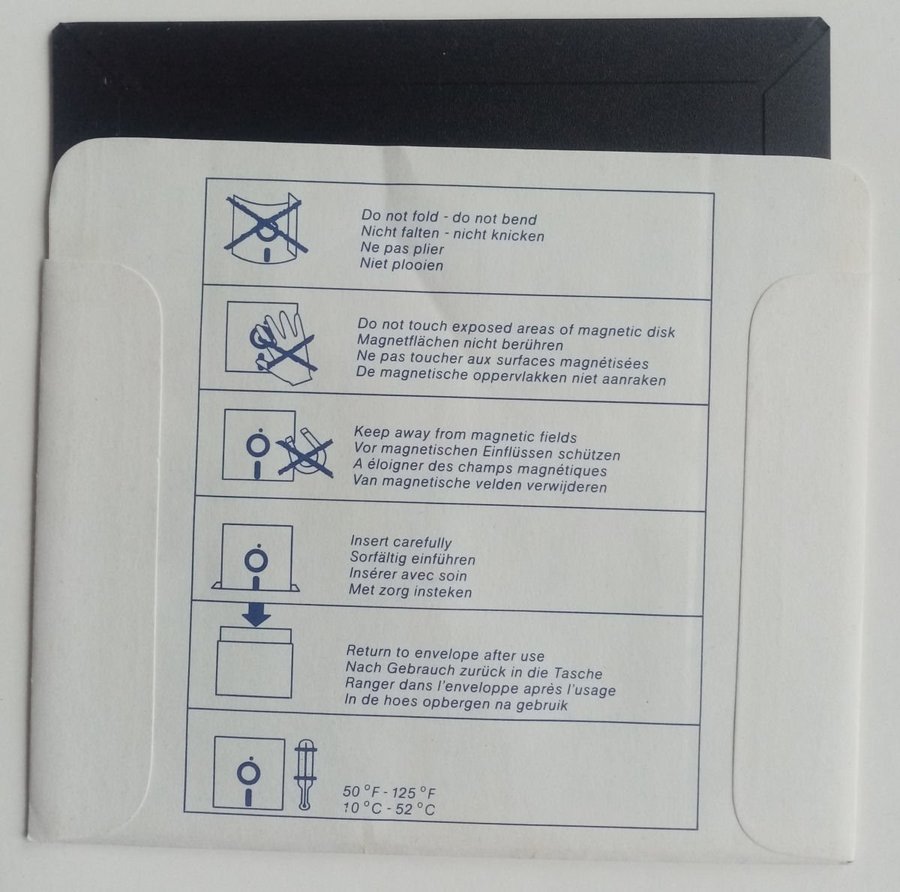 Do not fold - do not bend
Nicht falten - nicht knicken
Ne pas plier
Niet plooien
Do not touch exposed areas of magnetic disk
Magnetflächen nicht berühren
Ne pas toucher aux surfaces magnétisées
De magnetische oppervlakken niet aanraken
Keep away from magnetic fields
Vor magnetischen Einflüssen schützen
A éloigner des champs magnétiques
Van magnetische velden verwijderen
Insert carefully
Sorfältig einführen
Insérer avec soin
Met zorg insteken
Return to envelope after use
Nach Gebrauch zurück in die Tasche
Ranger dans l'enveloppe après l'usage
In de hoes opbergen na gebruik
50 °F - 125 °F
10 °C - 52 °C